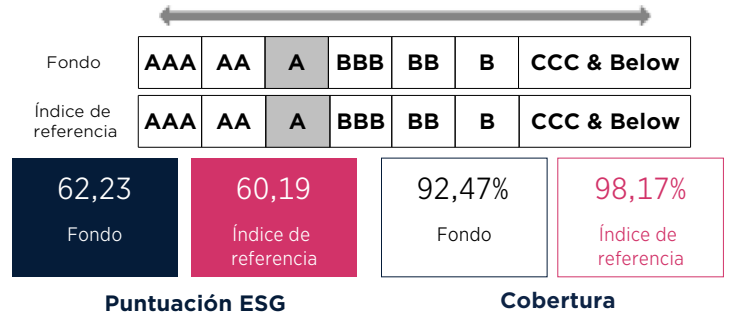 Fondo AAA AA A BBB BB B CCC & Below
Índice de
referencia AAA AA A BBB BB B CCC & Below
62,23 60,19 92,47% 98,17%
Fondo Índice de Fondo Índice de
referencia referencia
Puntuación ESG Cobertura